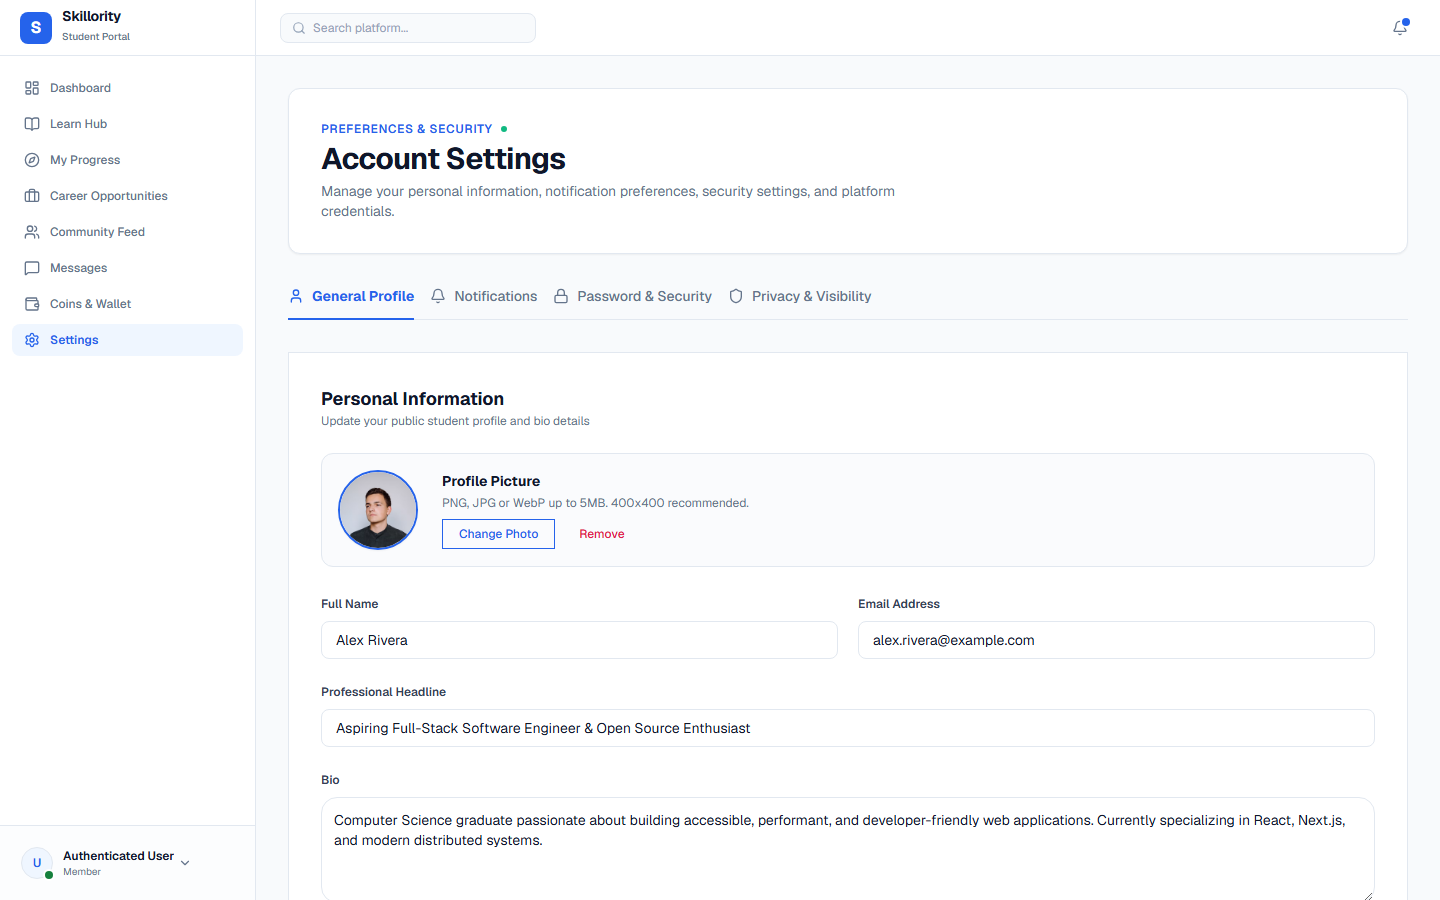 S
Skillority
Student Portal
Search platform...
Dashboard
Learn Hub
My Progress
Career Opportunities
Community Feed
Messages
Coins & Wallet
Settings
U
Authenticated User
Member
PREFERENCES & SECURITY
Account Settings
Manage your personal information, notification preferences, security settings, and platform
credentials.
General Profile
Notifications
Password & Security
Privacy & Visibility
Personal Information
Update your public student profile and bio details
Profile Picture
PNG, JPG or WebP up to 5MB. 400x400 recommended.
Change Photo
Remove
Full Name
Alex Rivera
Email Address
alex.rivera@example.com
Professional Headline
Aspiring Full-Stack Software Engineer & Open Source Enthusiast
Bio
Computer Science graduate passionate about building accessible, performant, and developer-friendly web applications. Currently specializing in React, Next.js,
and modern distributed systems.